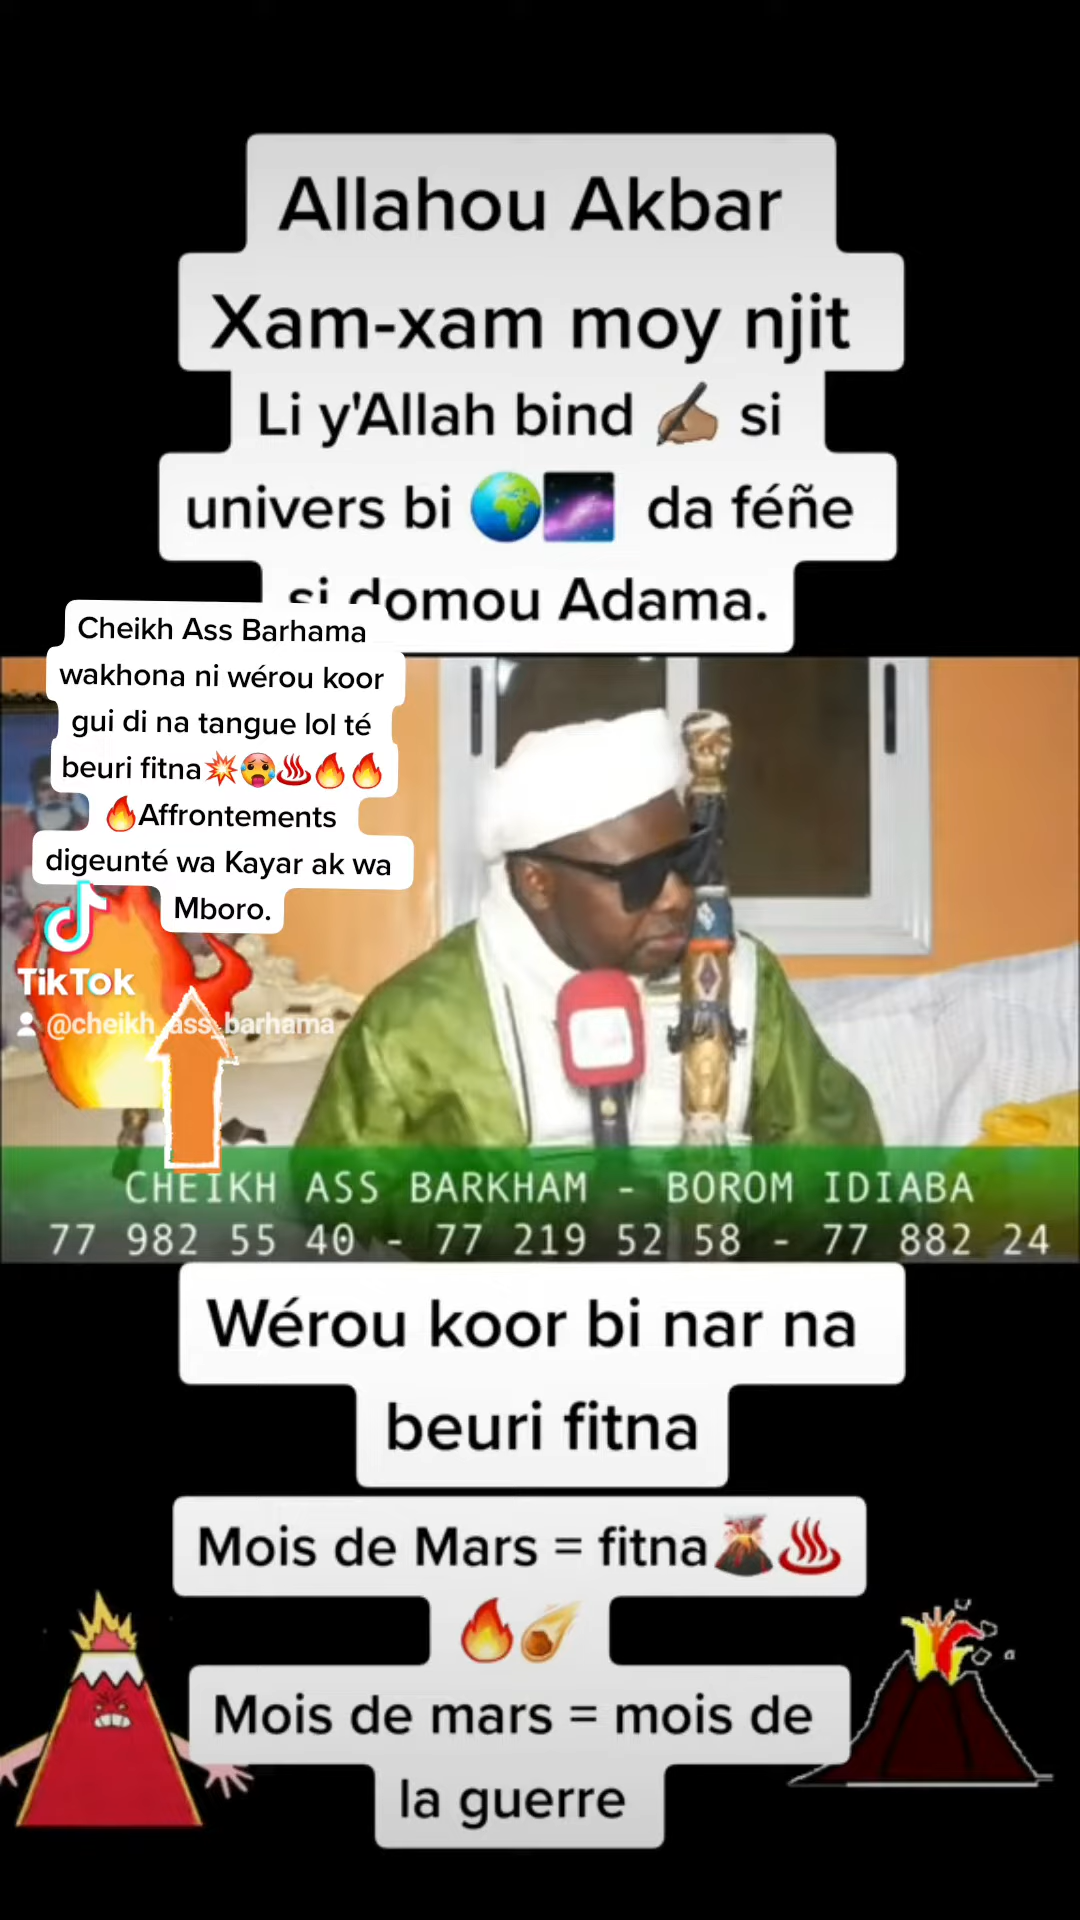 Allahou Akbar
Xam-xam moy njit
Li y'Allah bind ✍🏾 si
univers bi 🌍🌌 da féñe
si domou Adama.
Cheikh Ass Barhama
wakhona ni wérou koor
gui di na tangue lol té
beuri fitna💥🥵♨️🔥🔥
🔥Affrontements
digeunté wa Kayar ak wa
Mboro.
TikTok
@cheikh_ass_barhama
CHEIKH ASS BARKHAM - BOROM IDIABA
77 982 55 40 - 77 219 52 58 - 77 882 24
Wérou koor bi nar na
beuri fitna
Mois de Mars = fitna🌋♨️
🔥☄️
Mois de mars = mois de
la guerre